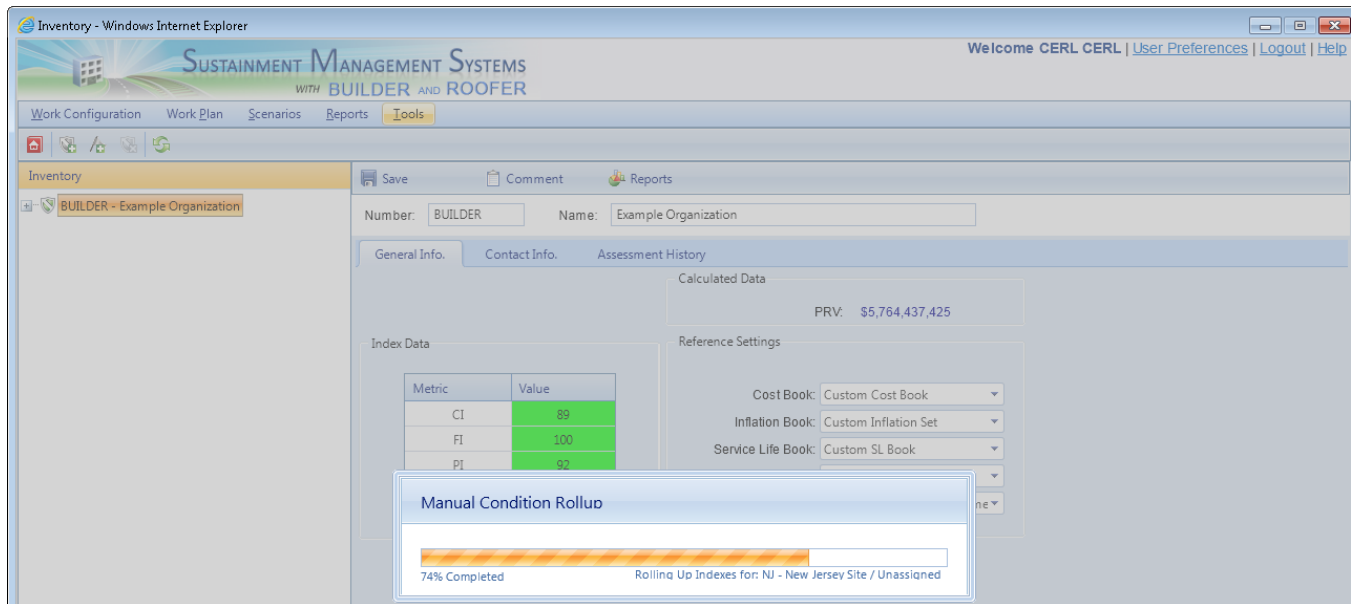 Inventory - Windows Internet Explorer
Welcome CERL CERL | User Preferences | Logout | Help
SUSTAINMENT MANAGEMENT SYSTEMS
WITH BUILDER AND ROOFER
Work Configuration Work Plan Scenarios Reports Tools
Inventory
BUILDER - Example Organization
Save Comment Reports
Number: BUILDER Name: Example Organization
General Info. Contact Info. Assessment History
Calculated Data
PRV: $5,764,437,425
Index Data
Reference Settings
Metric Value
CI 89
FI 100
PI 92
Cost Book: Custom Cost Book
Inflation Book: Custom Inflation Set
Service Life Book: Custom SL Book
Manual Condition Rollup
74% Completed
Rolling Up Indexes for: NJ - New Jersey Site / Unassigned